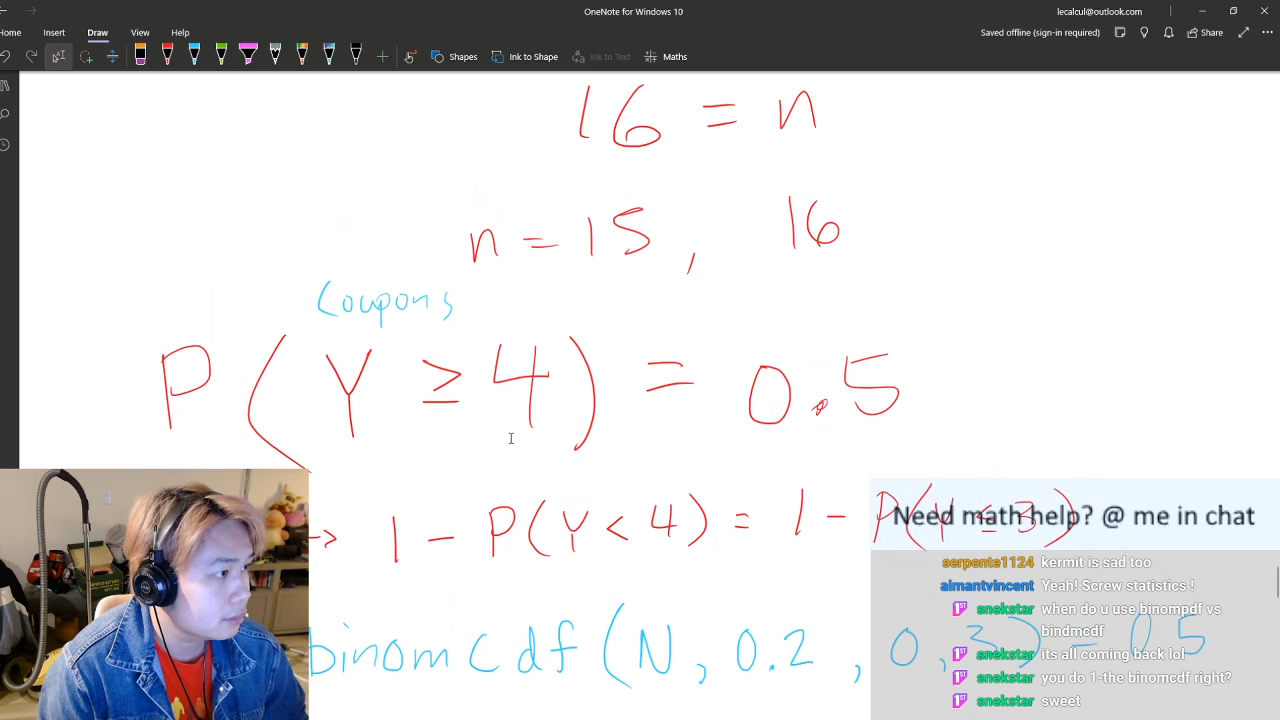 OneNote for Windows 10
lecalcul@outlook.com
Home Insert Draw View Help
Saved offline (sign-in required)
Share
Shapes
Ink to Shape
Ink to Text
Maths
16 = n
n = 15, 16
Coupons
P(Y ≥ 4) = 0.5
→ 1 - P(Y < 4) = 1 - P(Y ≤ 3)
Need math help? @ me in chat
binomcdf(N, 0.2, 0, 3) = 0.5
serpente1124 kermit is sad too
aimantvincent Yeah! Screw statistics !
snekstar when do u use binompdf vs
bindmcdf
snekstar its all coming back lol
snekstar you do 1-the binomcdf right?
snekstar sweet